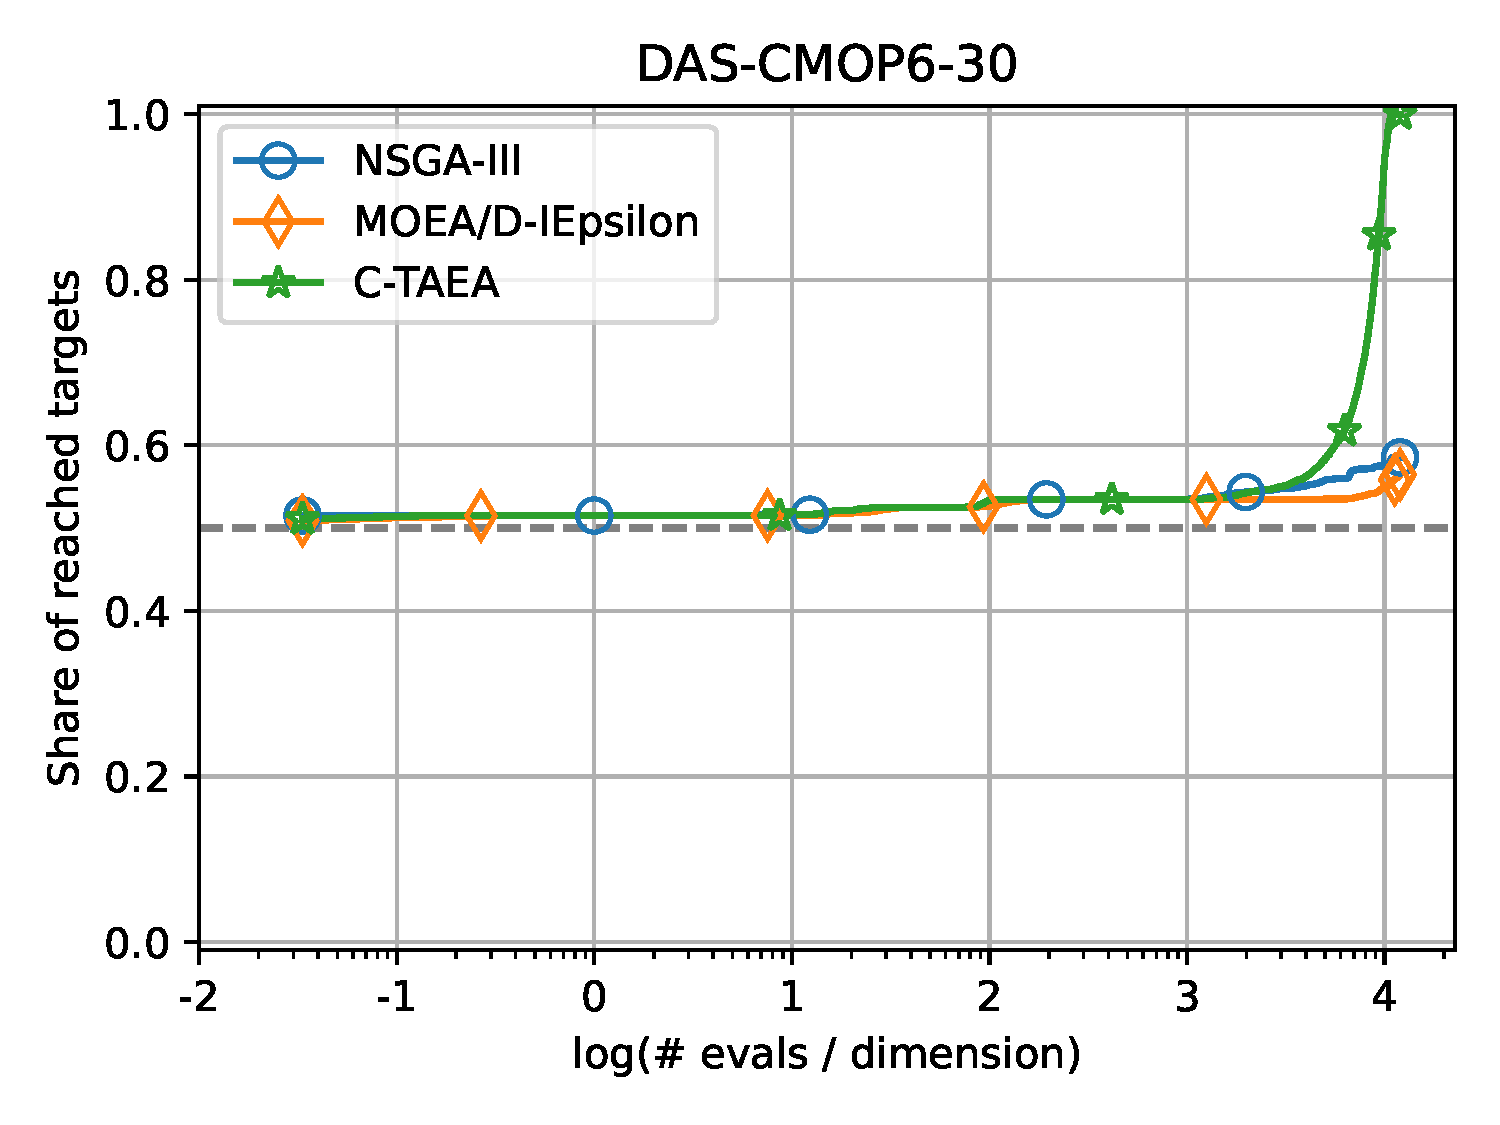 DAS-CMOP6-30
Share of reached targets
1.0
0.8
0.6
0.4
0.2
0.0
NSGA-III
MOEA/D-IEpsilon
C-TAEA
-2 -1 0 1 2 3 4
log(# evals / dimension)